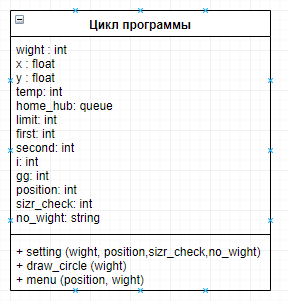 Цикл программы
wight : int
x : float
y : float
temp: int
home_hub: queue
limit: int
first: int
second: int
i: int
gg: int
position: int
sizr_check: int
no_wight: string
+ setting (wight, position,sizr_check,no_wight)
+ draw_circle (wight)
+ menu (position, wight)